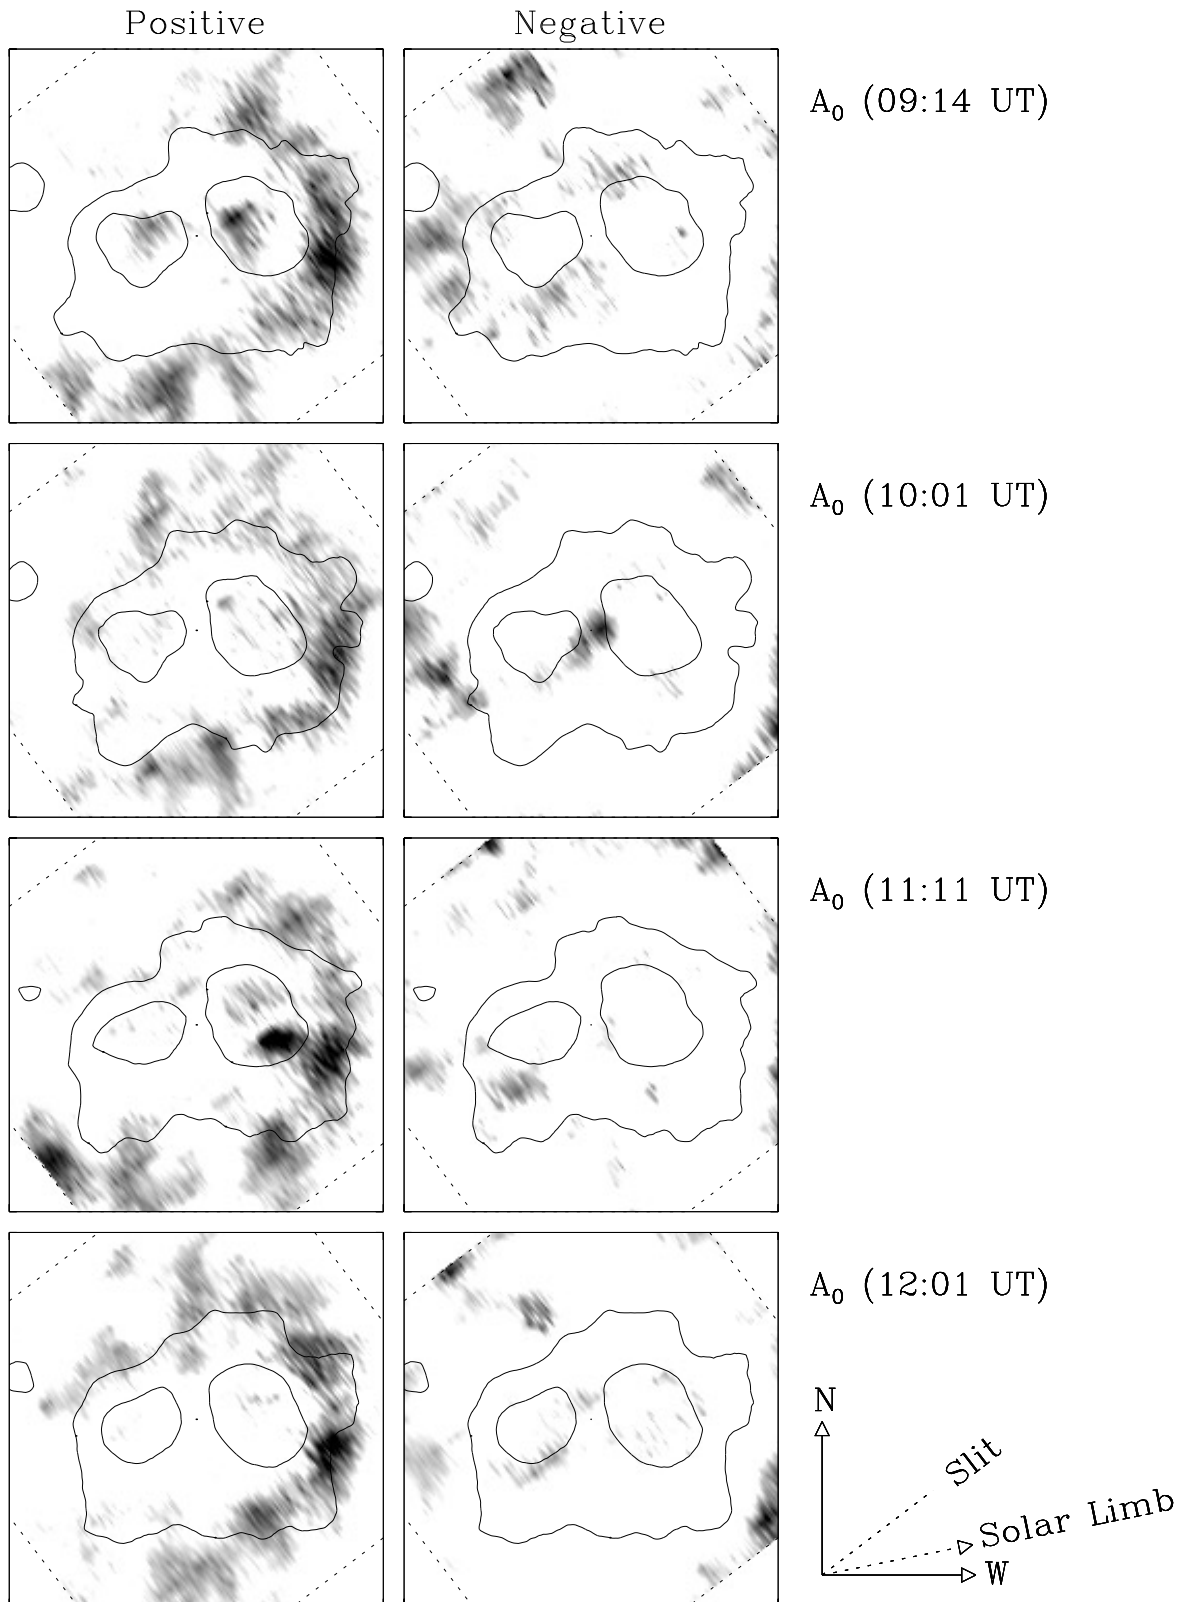 Positive Negative
A₀ (09:14 UT)
A₀ (10:01 UT)
A₀ (11:11 UT)
A₀ (12:01 UT)
N
Slit
Solar Limb
W